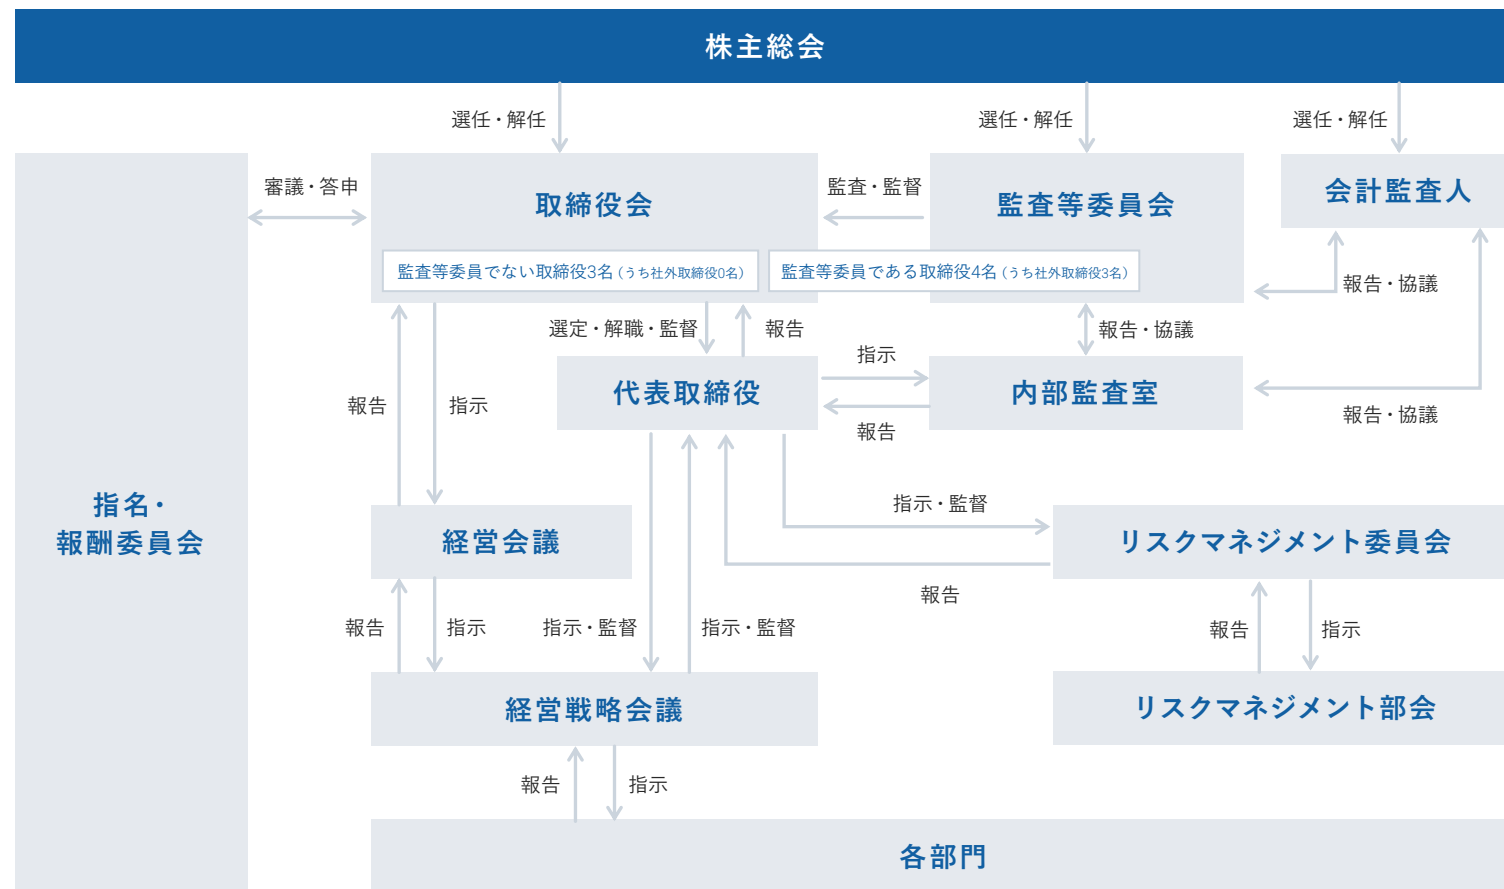 株主総会
選任・解任
選任・解任
選任・解任
審議・答申
取締役会
監査・監督
監査等委員会
会計監査人
監査等委員でない取締役3名(うち社外取締役0名)
監査等委員である取締役4名(うち社外取締役3名)
報告・協議
選定・解職・監督
報告
報告・協議
指示
代表取締役
内部監査室
報告
指示
報告
報告・協議
指名・
報酬委員会
指示・監督
経営会議
リスクマネジメント委員会
報告
報告
指示
指示・監督
指示・監督
報告
指示
経営戦略会議
リスクマネジメント部会
報告
指示
各部門